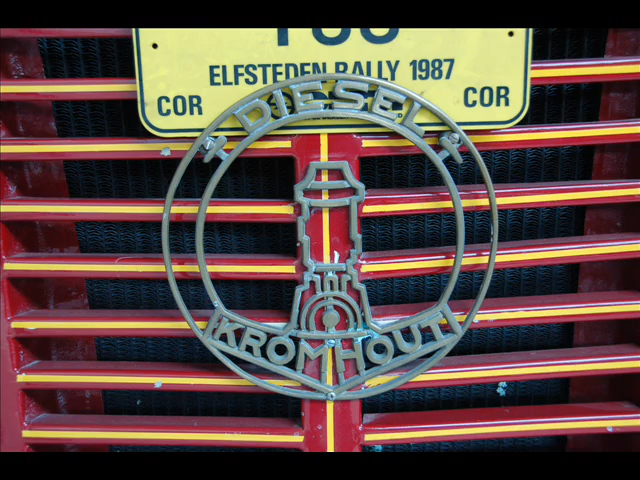 ELFSTEDEN RALLY 1987
COR
COR
DIESEL
KROMHOUT